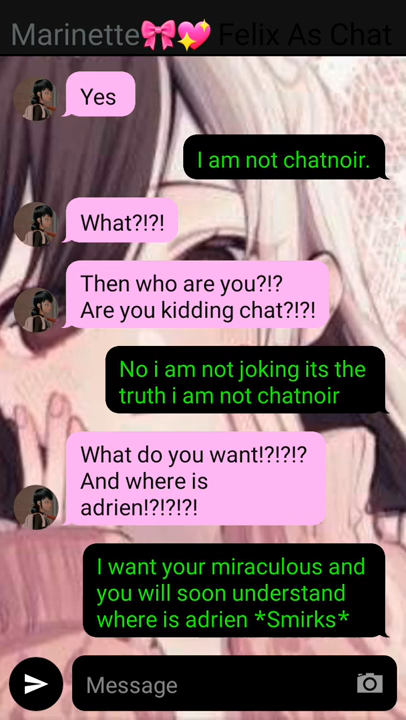 Marinette🎀💖 Felix As Chat
Yes
I am not chatnoir.
What?!?!
Then who are you?!?
Are you kidding chat?!?!
No i am not joking its the
truth i am not chatnoir
What do you want!?!?!?
And where is
adrien!?!?!?!
I want your miraculous and
you will soon understand
where is adrien *Smirks*
Message